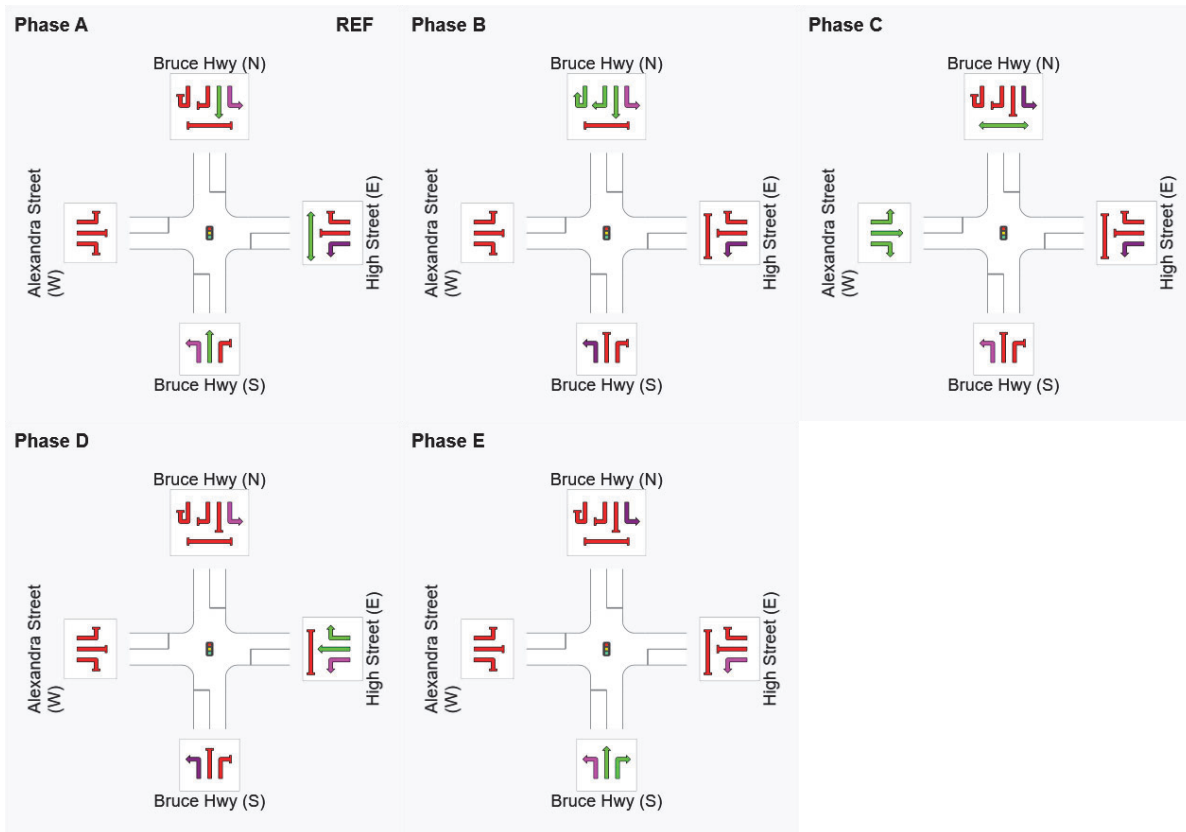 Phase A
REF
Bruce Hwy (N)
Alexandra Street
(W)
High Street (E)
Bruce Hwy (S)
Phase B
Bruce Hwy (N)
Alexandra Street
(W)
High Street (E)
Bruce Hwy (S)
Phase C
Bruce Hwy (N)
Alexandra Street
(W)
High Street (E)
Bruce Hwy (S)
Phase D
Bruce Hwy (N)
Alexandra Street
(W)
High Street (E)
Bruce Hwy (S)
Phase E
Bruce Hwy (N)
Alexandra Street
(W)
High Street (E)
Bruce Hwy (S)